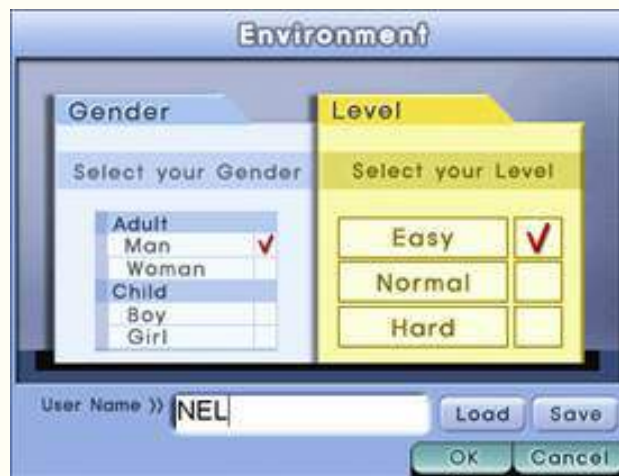 Environment
Gender
Select your Gender
Adult
Man
Woman
Child
Boy
Girl
Level
Select your Level
Easy
Normal
Hard
User Name >> NEL
Load Save
OK Cancel